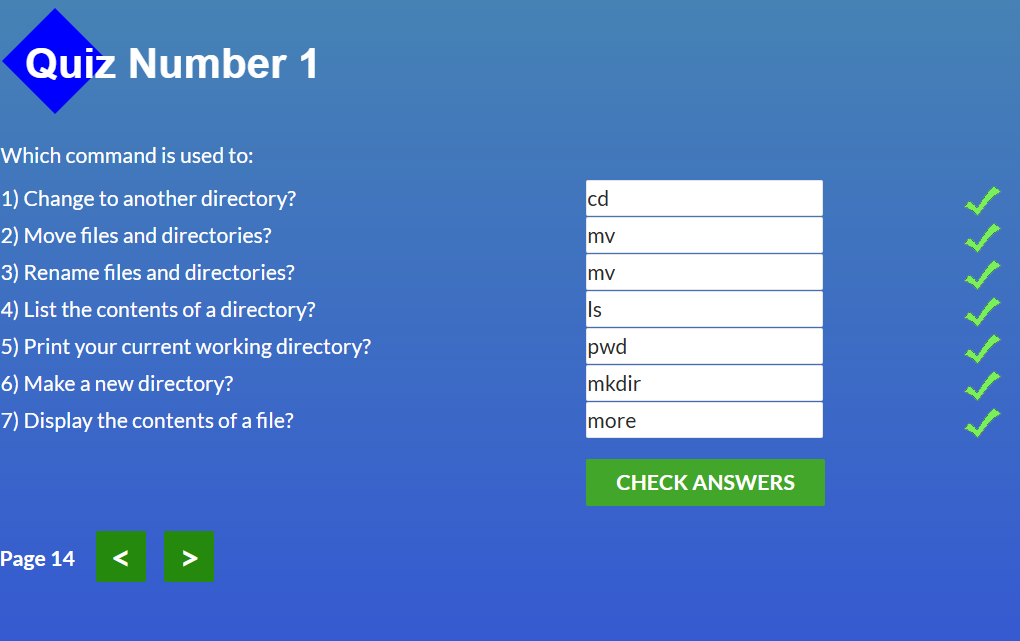 Quiz Number 1
Which command is used to:
1) Change to another directory? cd
2) Move files and directories? mv
3) Rename files and directories? mv
4) List the contents of a directory? ls
5) Print your current working directory? pwd
6) Make a new directory? mkdir
7) Display the contents of a file? more
CHECK ANSWERS
Page 14 < >